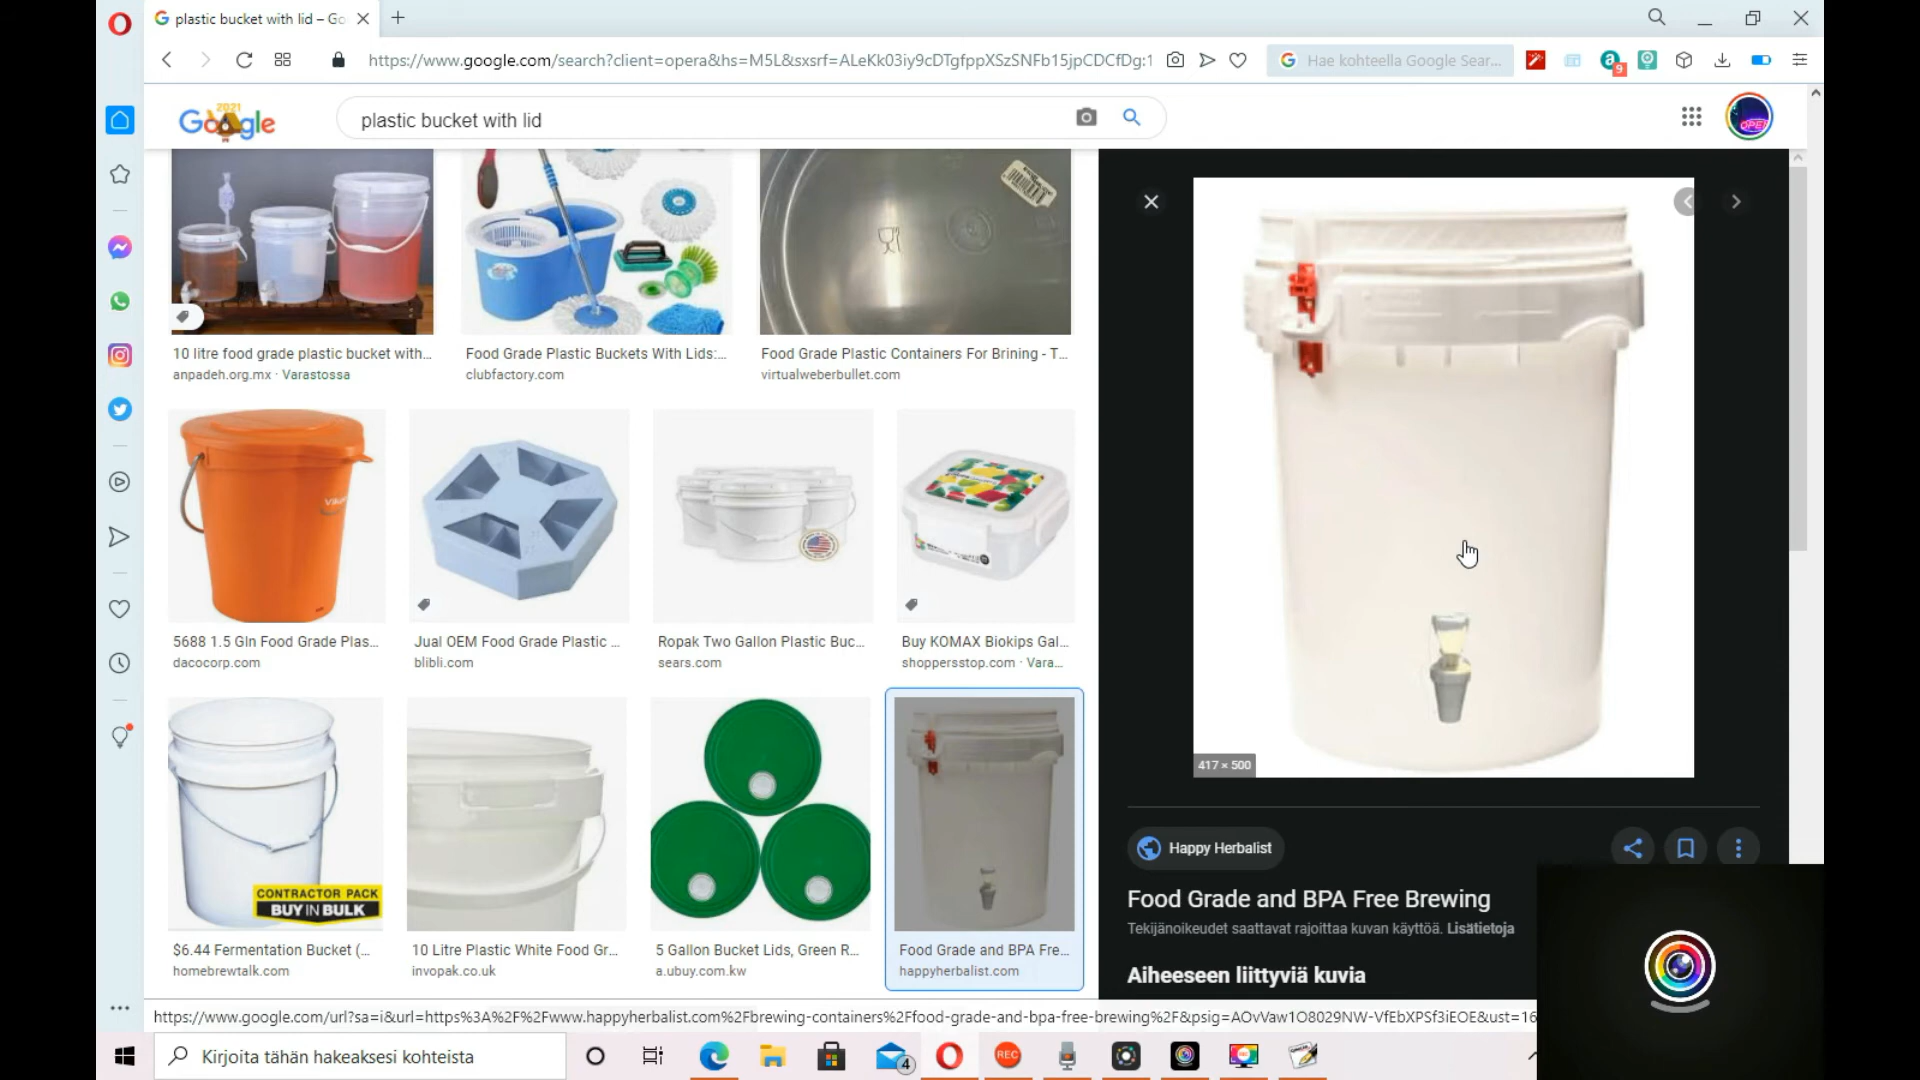 plastic bucket with lid – Go
https://www.google.com/search?client=opera&hs=M5L&sxsrf=ALeKk03iy9cDTgfppXSzSNFb15jpCDCfDg:1
Hae kohteella Google Sear...
9
2021
Google
plastic bucket with lid
OPE
10 litre food grade plastic bucket with...
anpadeh.org.mx · Varastossa
Food Grade Plastic Buckets With Lids:...
clubfactory.com
Food Grade Plastic Containers For Brining - T...
virtualweberbullet.com
5688 1.5 Gln Food Grade Plas...
dacocorp.com
Jual OEM Food Grade Plastic ...
blibli.com
Ropak Two Gallon Plastic Buc...
sears.com
Buy KOMAX Biokips Gal...
shoppersstop.com · Vara...
CONTRACTOR PACK
BUY IN BULK
$6.44 Fermentation Bucket (...
homebrewtalk.com
10 Litre Plastic White Food Gr...
invopak.co.uk
5 Gallon Bucket Lids, Green R...
a.ubuy.com.kw
Food Grade and BPA Fre...
happyherbalist.com
417 × 500
Happy Herbalist
Food Grade and BPA Free Brewing
Tekijänoikeudet saattavat rajoittaa kuvan käyttöä. Lisätietoja
Aiheeseen liittyviä kuvia
https://www.google.com/url?sa=i&url=https%3A%2F%2Fwww.happyherbalist.com%2Fbrewing-containers%2Ffood-grade-and-bpa-free-brewing%2F&psig=AOvVaw1O8029NW-VfEbXPSf3iEOE&ust=16
Kirjoita tähän hakeaksesi kohteista
4
REC